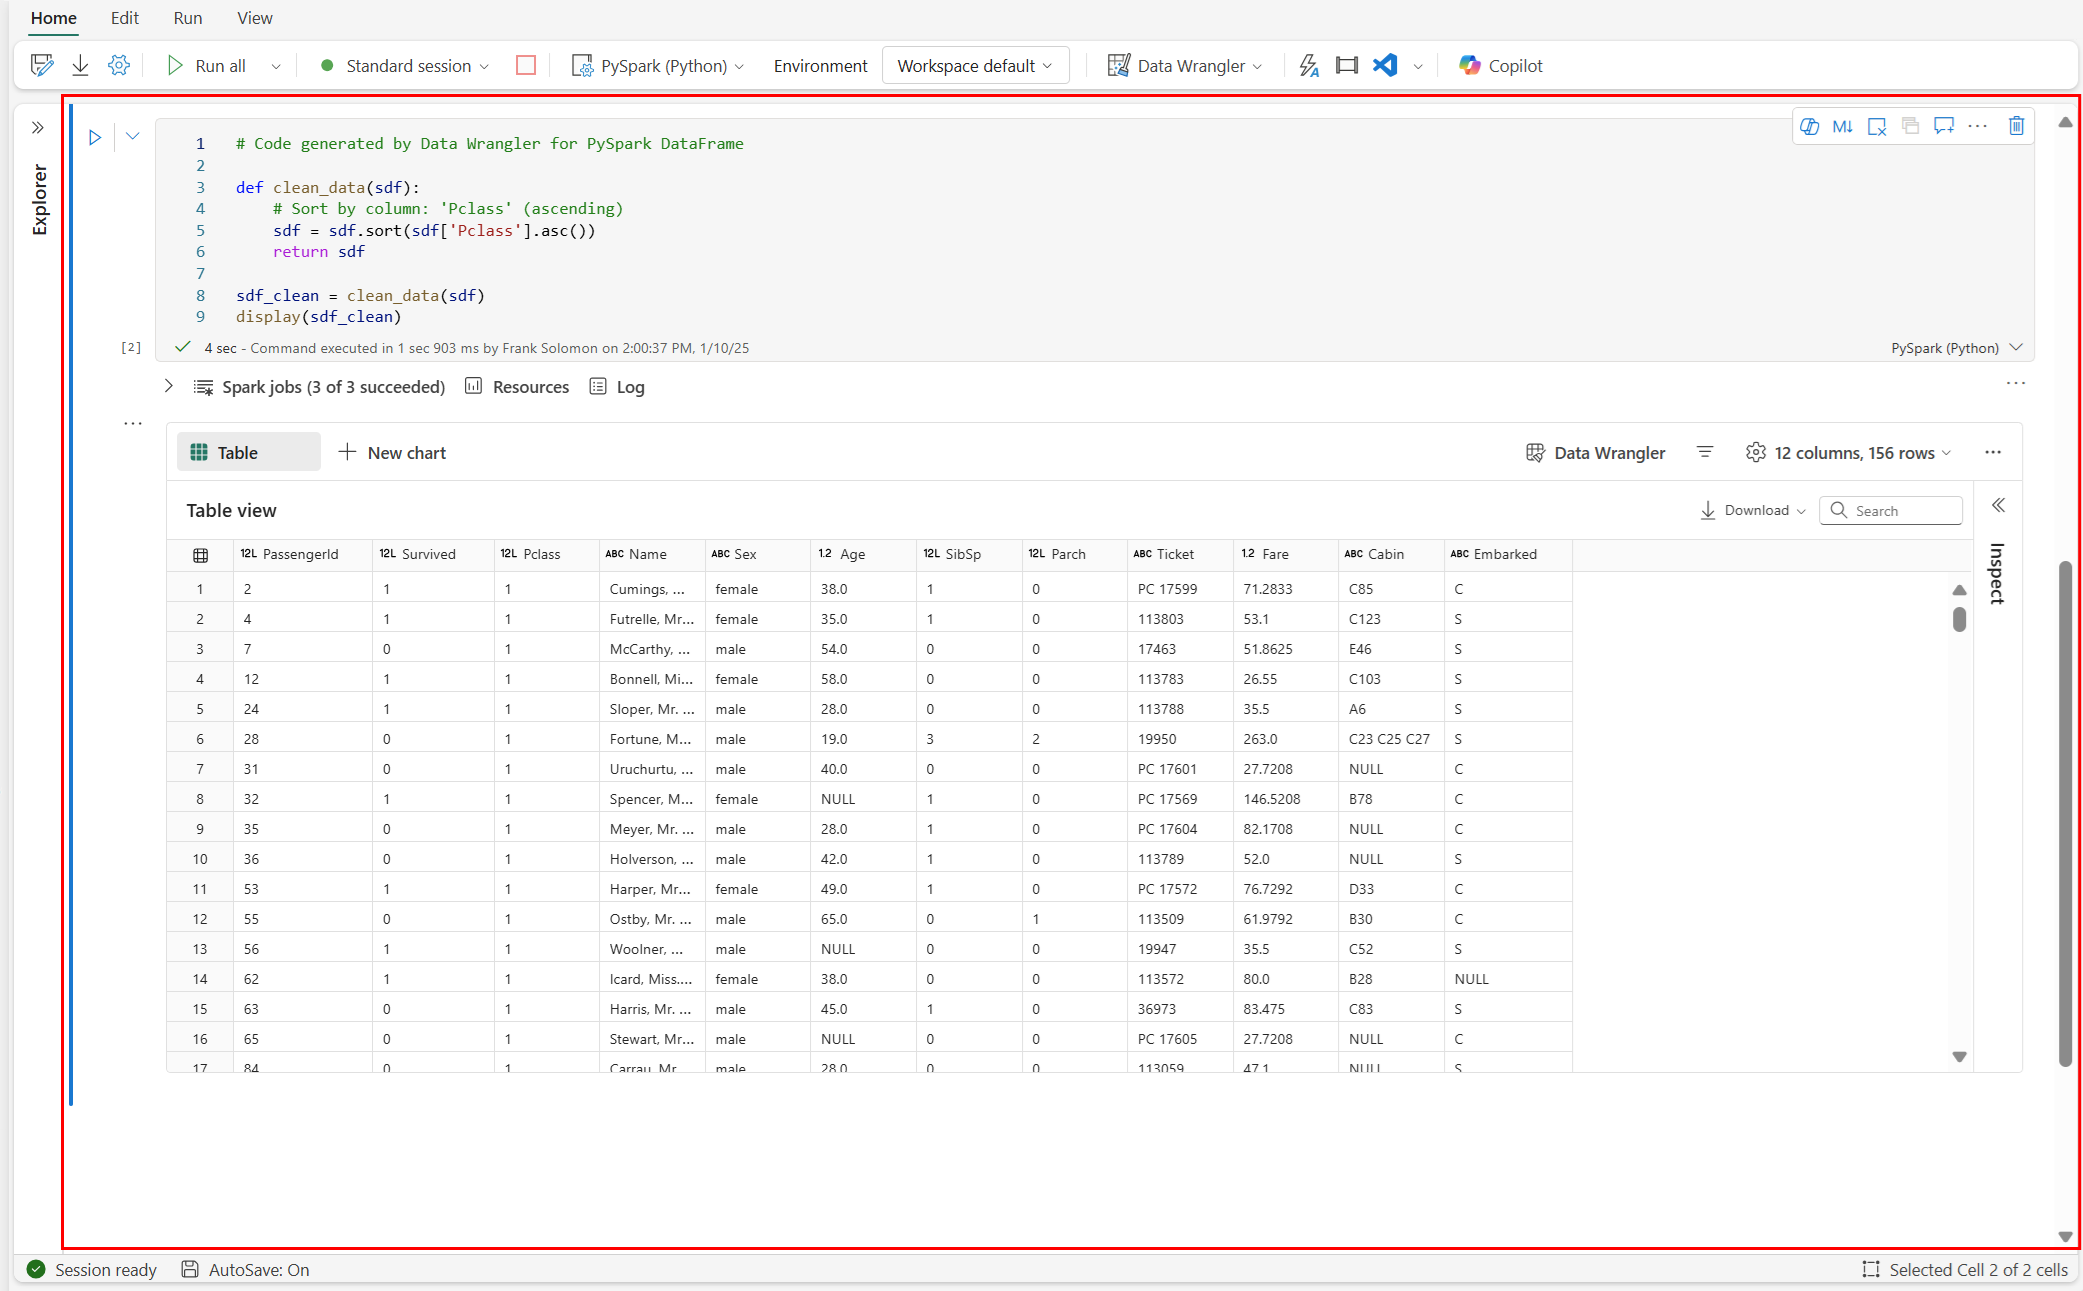 Home Edit Run View
Run all Standard session PySpark (Python) Environment Workspace default Data Wrangler Copilot
Explorer
M↓
1 # Code generated by Data Wrangler for PySpark DataFrame
2
3 def clean_data(sdf):
4 # Sort by column: 'Pclass' (ascending)
5 sdf = sdf.sort(sdf['Pclass'].asc())
6 return sdf
7
8 sdf_clean = clean_data(sdf)
9 display(sdf_clean)
[2] 4 sec - Command executed in 1 sec 903 ms by Frank Solomon on 2:00:37 PM, 1/10/25 PySpark (Python)
Spark jobs (3 of 3 succeeded) Resources Log
Table New chart Data Wrangler 12 columns, 156 rows
Table view Download Search
Inspect
12L PassengerId 12L Survived 12L Pclass ABC Name ABC Sex 1.2 Age 12L SibSp 12L Parch ABC Ticket 1.2 Fare ABC Cabin ABC Embarked
1 2 1 1 Cumings, ... female 38.0 1 0 PC 17599 71.2833 C85 C
2 4 1 1 Futrelle, Mr... female 35.0 1 0 113803 53.1 C123 S
3 7 0 1 McCarthy, ... male 54.0 0 0 17463 51.8625 E46 S
4 12 1 1 Bonnell, Mi... female 58.0 0 0 113783 26.55 C103 S
5 24 1 1 Sloper, Mr. ... male 28.0 0 0 113788 35.5 A6 S
6 28 0 1 Fortune, M... male 19.0 3 2 19950 263.0 C23 C25 C27 S
7 31 0 1 Uruchurtu, ... male 40.0 0 0 PC 17601 27.7208 NULL C
8 32 1 1 Spencer, M... female NULL 1 0 PC 17569 146.5208 B78 C
9 35 0 1 Meyer, Mr. ... male 28.0 1 0 PC 17604 82.1708 NULL C
10 36 0 1 Holverson, ... male 42.0 1 0 113789 52.0 NULL S
11 53 1 1 Harper, Mr... female 49.0 1 0 PC 17572 76.7292 D33 C
12 55 0 1 Ostby, Mr. ... male 65.0 0 1 113509 61.9792 B30 C
13 56 1 1 Woolner, ... male NULL 0 0 19947 35.5 C52 S
14 62 1 1 Icard, Miss.... female 38.0 0 0 113572 80.0 B28 NULL
15 63 0 1 Harris, Mr. ... male 45.0 1 0 36973 83.475 C83 S
16 65 0 1 Stewart, Mr... male NULL 0 0 PC 17605 27.7208 NULL C
17 84 0 1 Carrau, Mr male 28.0 0 0 113059 47.1 NULL S
Session ready AutoSave: On Selected Cell 2 of 2 cells